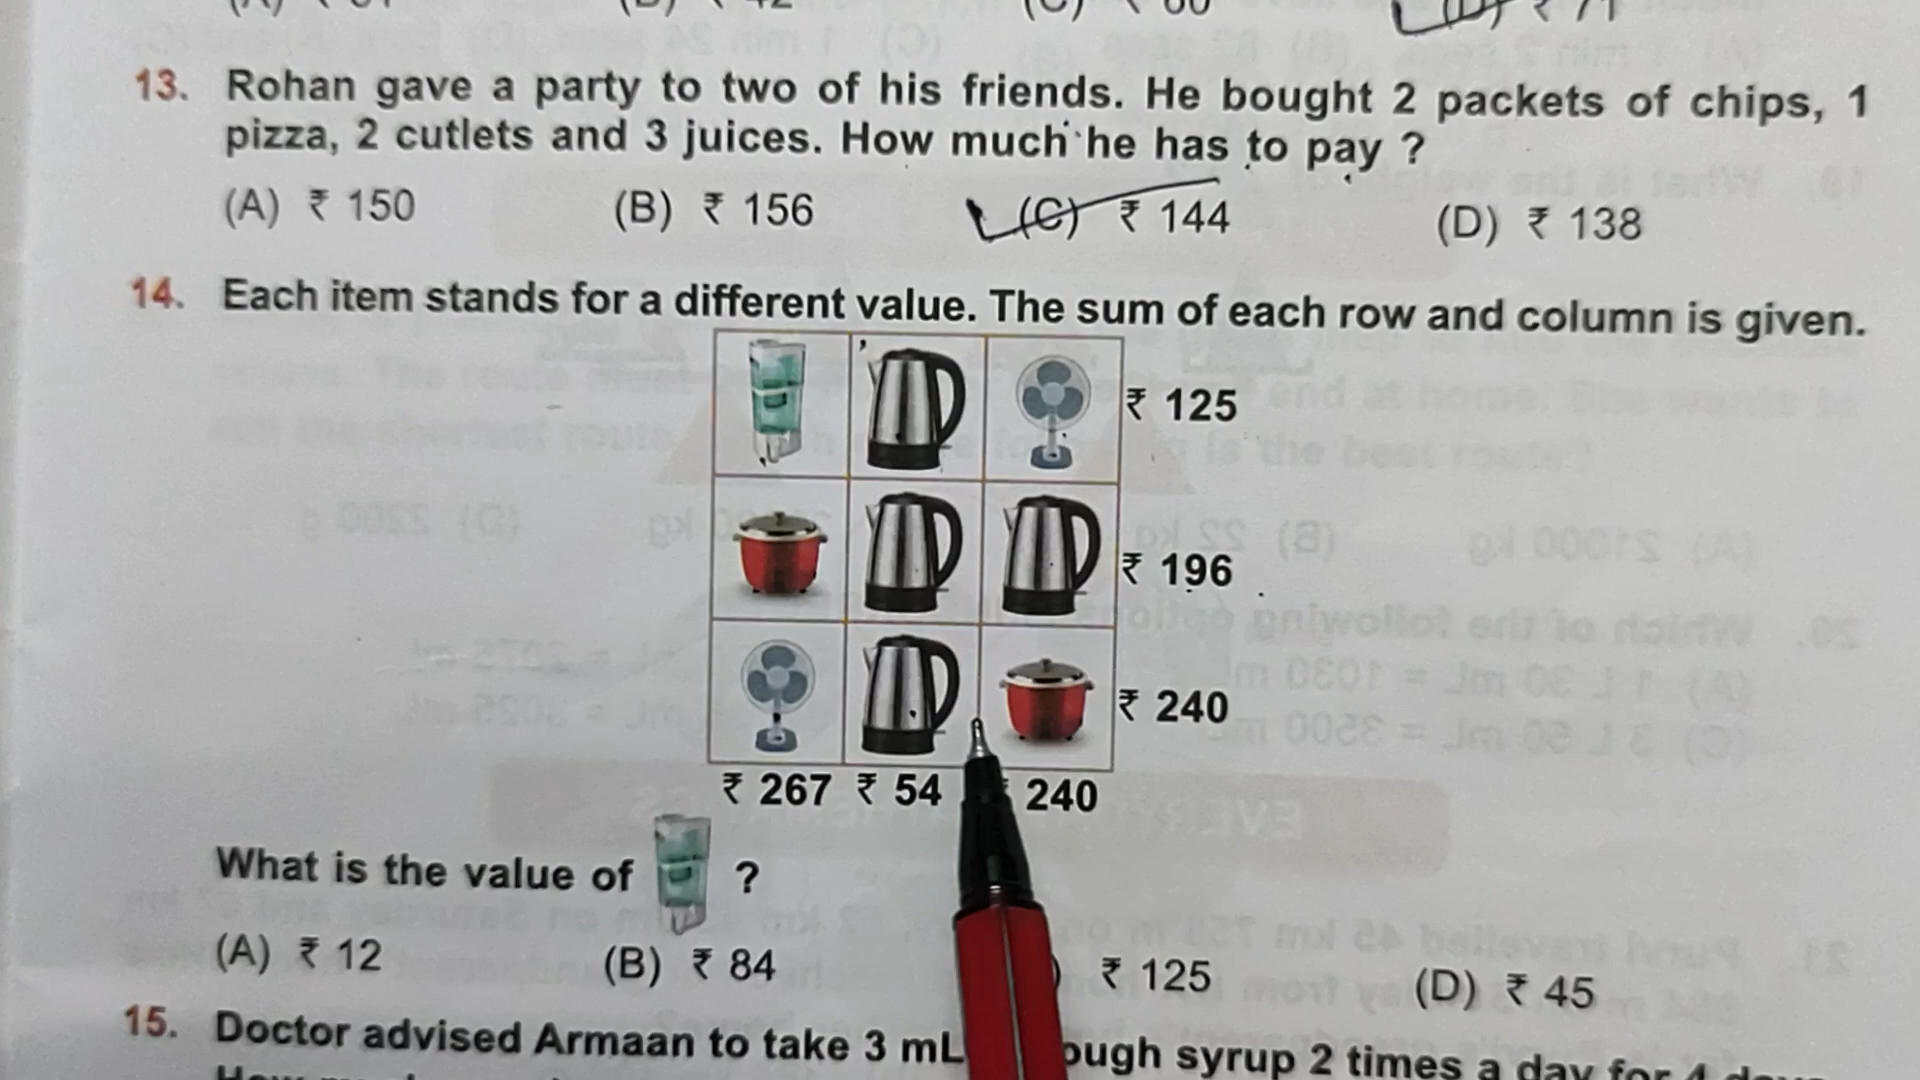 13. Rohan gave a party to two of his friends. He bought 2 packets of chips, 1
pizza, 2 cutlets and 3 juices. How much he has to pay ?
(A) ₹ 150 (B) ₹ 156 (C) ₹ 144 (D) ₹ 138
14. Each item stands for a different value. The sum of each row and column is given.
₹ 125
₹ 196
₹ 240
₹ 267 ₹ 54 240
What is the value of ?
(A) ₹ 12 (B) ₹ 84 ) ₹ 125 (D) ₹ 45
15. Doctor advised Armaan to take 3 mL syrup 2 times a day for 4